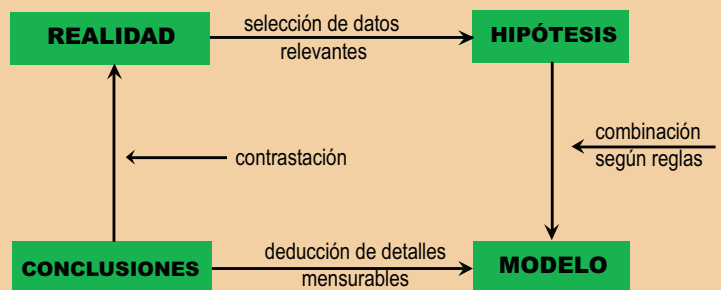 REALIDAD
selección de datos
relevantes
HIPÓTESIS
combinación
según reglas
contrastación
CONCLUSIONES
deducción de detalles
mensurables
MODELO